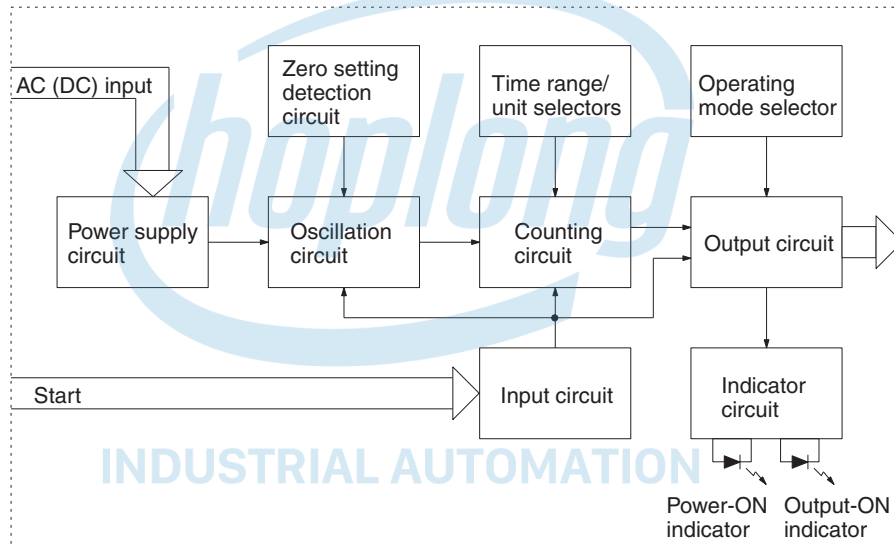 AC (DC) input
Zero setting
detection
circuit
Time range/
unit selectors
Operating
mode selector
Power supply
circuit
Oscillation
circuit
Counting
circuit
Output circuit
Start
Input circuit
Indicator
circuit
Power-ON
indicator
Output-ON
indicator
hoplong
INDUSTRIAL AUTOMATION